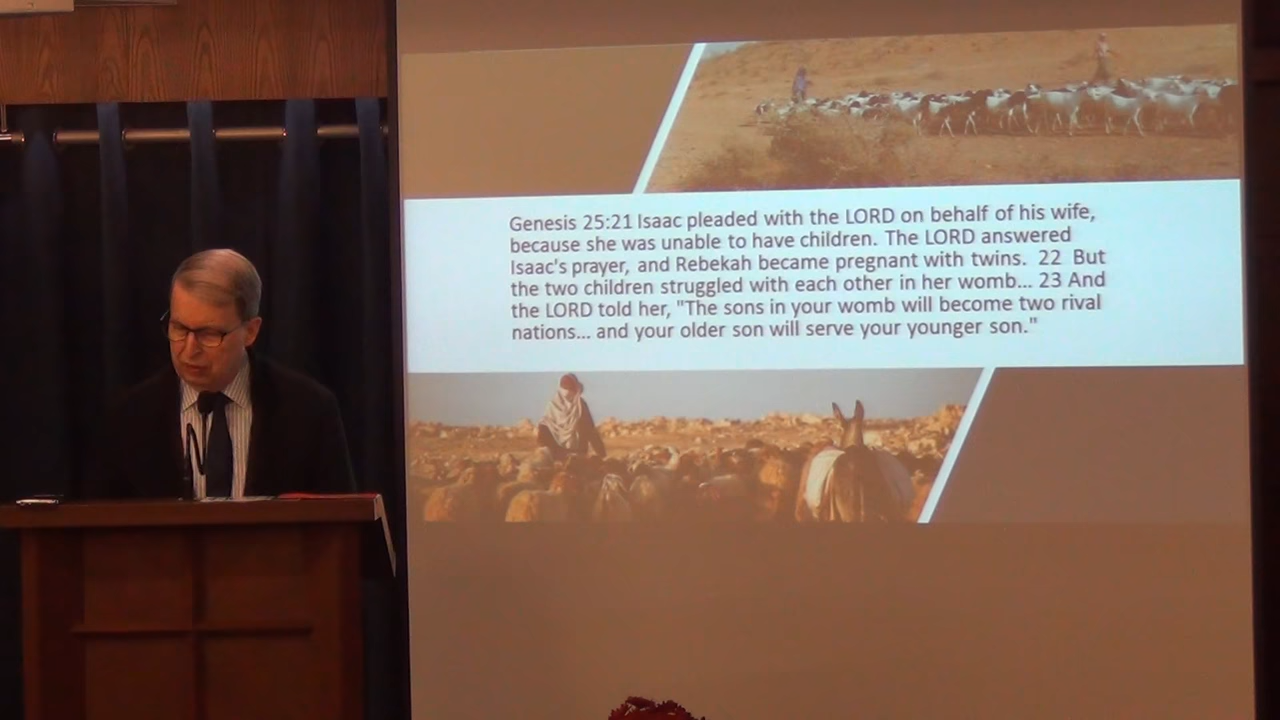 Genesis 25:21 Isaac pleaded with the LORD on behalf of his wife,
because she was unable to have children. The LORD answered
Isaac's prayer, and Rebekah became pregnant with twins. 22 But
the two children struggled with each other in her womb... 23 And
the LORD told her, "The sons in your womb will become two rival
nations... and your older son will serve your younger son."